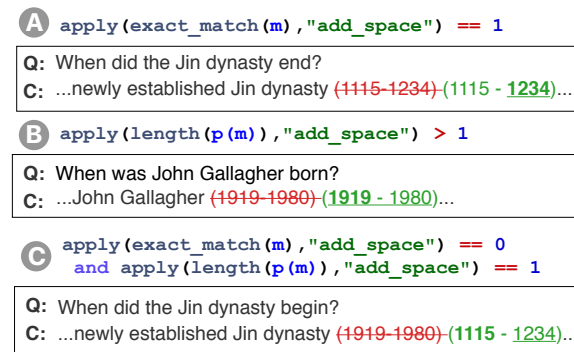 A apply(exact_match(m),"add_space") == 1
Q: When did the Jin dynasty end?
C: ...newly established Jin dynasty (1115-1234) (1115 - 1234)...
B apply(length(p(m)),"add_space") > 1
Q: When was John Gallagher born?
C: ...John Gallagher (1919-1980) (1919 - 1980)...
C apply(exact_match(m),"add_space") == 0
and apply(length(p(m)),"add_space") == 1
Q: When did the Jin dynasty begin?
C: ...newly established Jin dynasty (1919-1980) (1115 - 1234)..